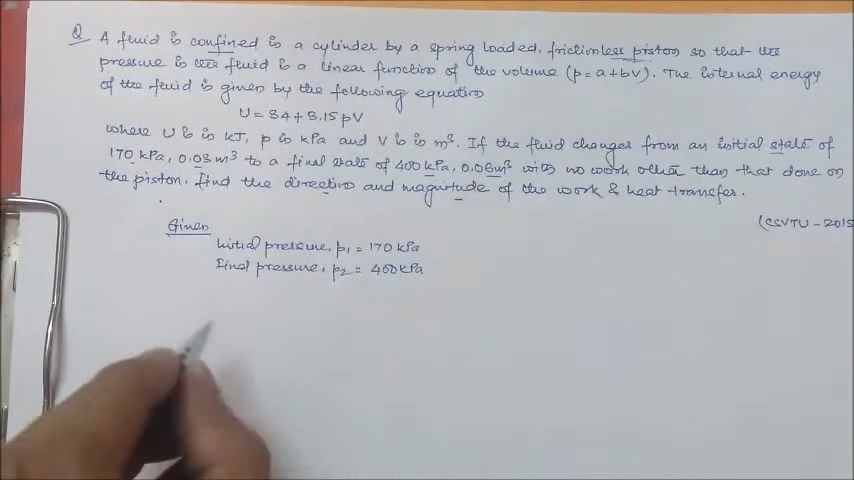 Q A fluid is confined in a cylinder by a spring loaded, frictionless piston so that the
pressure in the fluid is a linear function of the volume (p = a + bV). The internal energy
of the fluid is given by the following equation
U = 34 + 3.15 pV
where U is in kJ, p in kPa and V is in m³. If the fluid changes from an initial state of
170 kPa, 0.03 m³ to a final state of 400 kPa, 0.06 m³ with no work other than that done on
the piston, find the direction and magnitude of the work & heat transfer.
(CSVTU - 2015
Given
Initial pressure, p₁ = 170 kPa
Final pressure, p₂ = 400 kPa